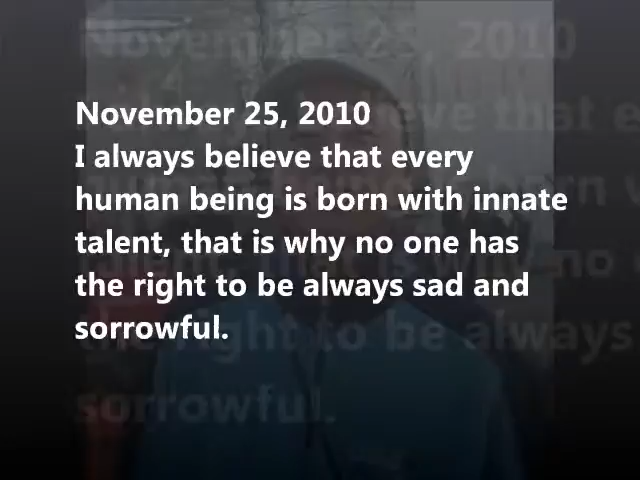 November 25, 2010
I always believe that every
human being is born with innate
talent, that is why no one has
the right to be always sad and
sorrowful.